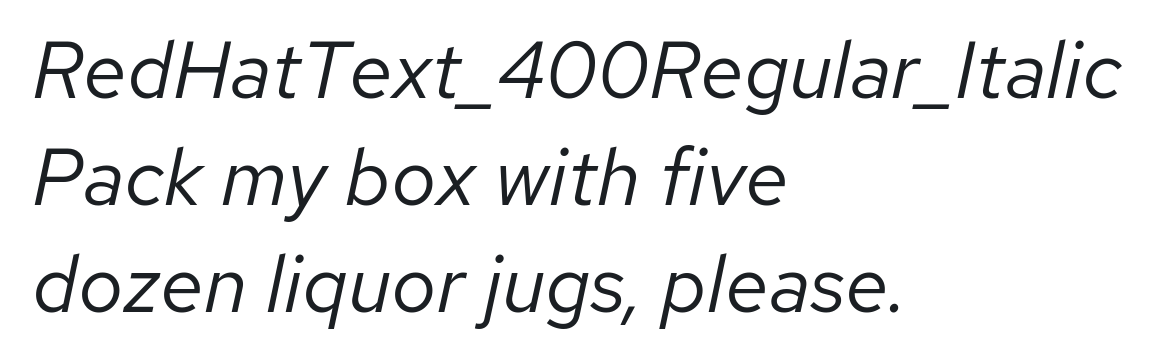 RedHatText_400Regular_Italic
Pack my box with five
dozen liquor jugs, please.